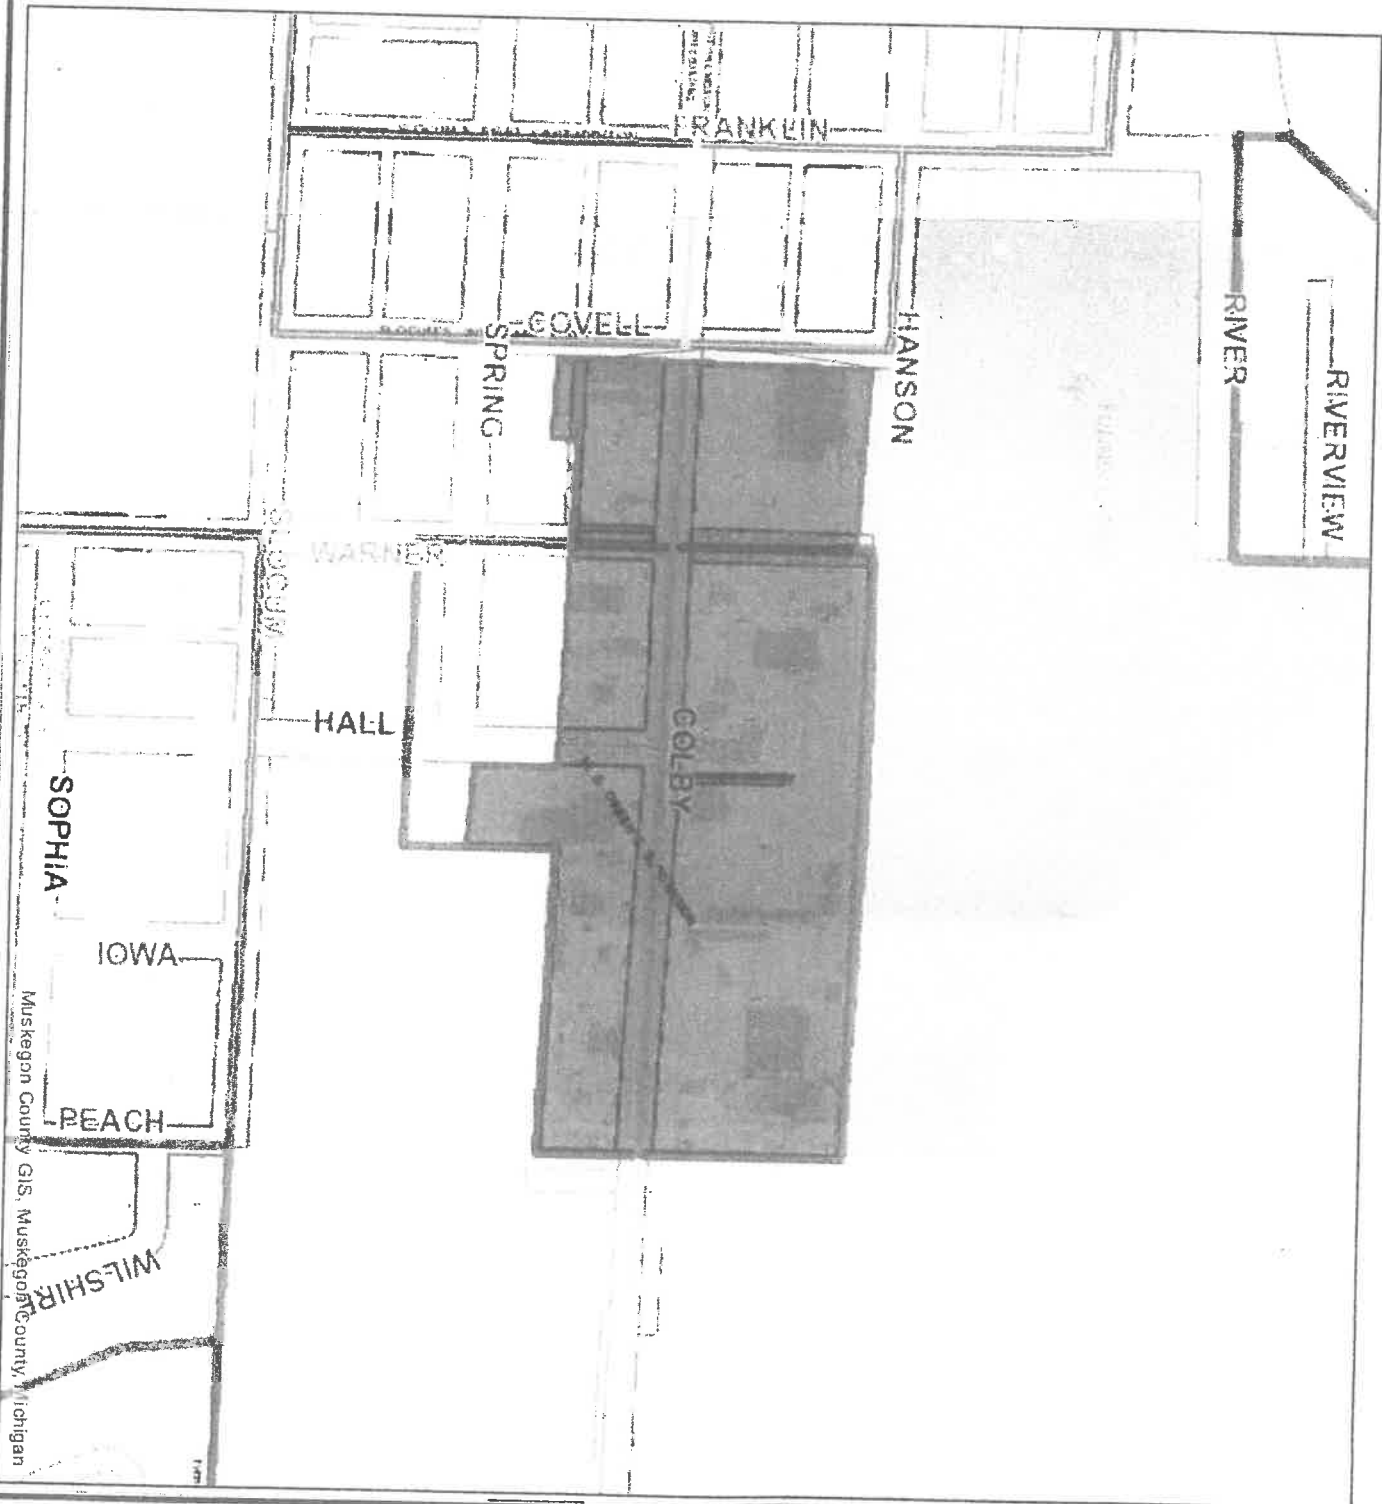 FRANKLIN
COVELL
SPRING
HANSON
RIVER
RIVERVIEW
SLOCUM
WARNER
HALL
COLBY
SOPHIA
IOWA
PEACH
WILSHIRE
Muskegon County GIS, Muskegon County, Michigan